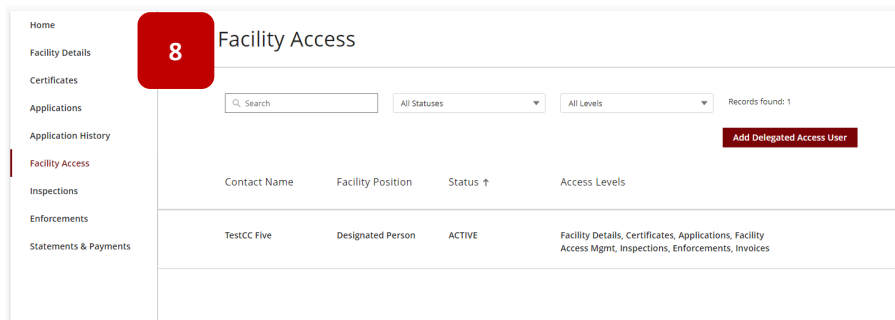 Home
Facility Details
Certificates
Applications
Application History
Facility Access
Inspections
Enforcements
Statements & Payments
8
Facility Access
Search
All Statuses
All Levels
Records found: 1
Add Delegated Access User
Contact Name Facility Position Status ↑ Access Levels
TestCC Five Designated Person ACTIVE Facility Details, Certificates, Applications, Facility
Access Mgmt, Inspections, Enforcements, Invoices